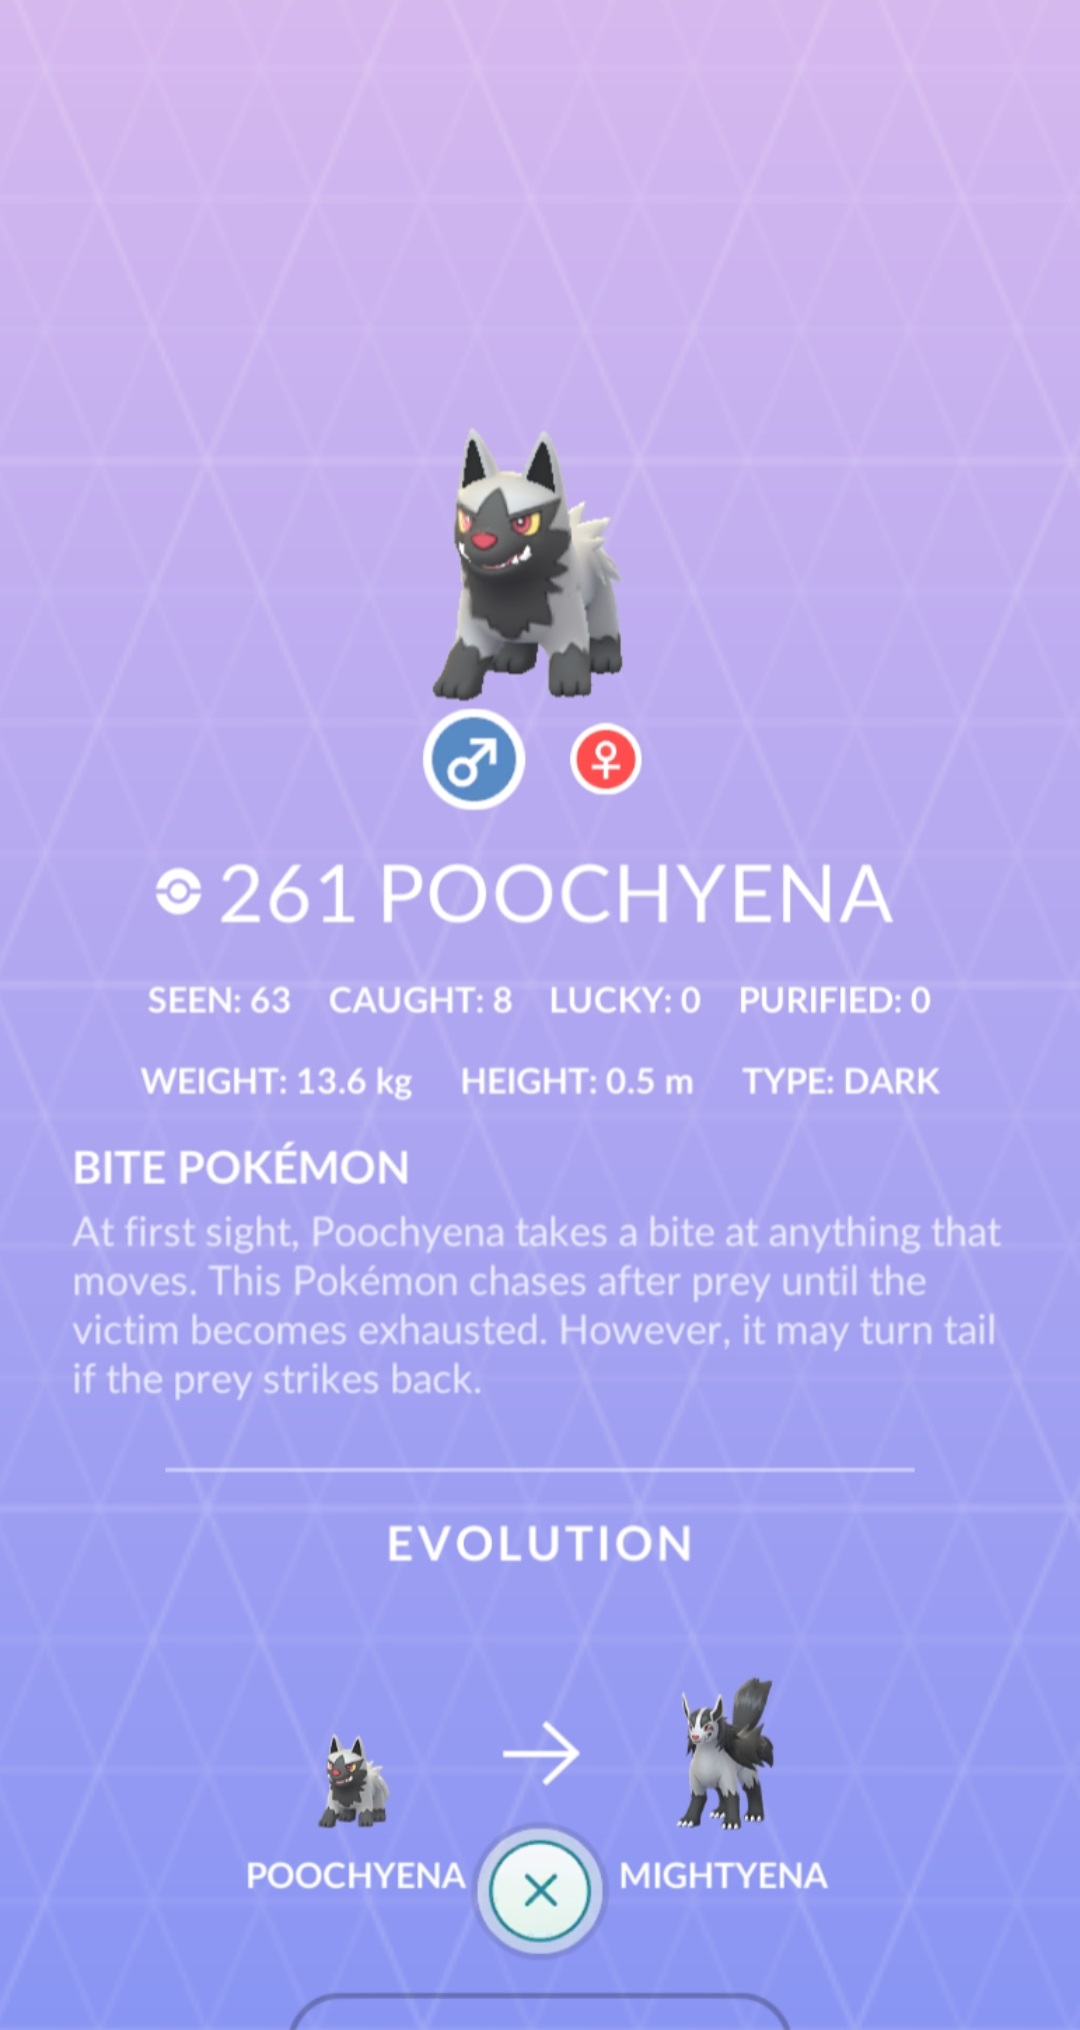 261 POOCHYENA
SEEN: 63 CAUGHT: 8 LUCKY: 0 PURIFIED: 0
WEIGHT: 13.6 kg HEIGHT: 0.5 m TYPE: DARK
BITE POKÉMON
At first sight, Poochyena takes a bite at anything that
moves. This Pokémon chases after prey until the
victim becomes exhausted. However, it may turn tail
if the prey strikes back.
EVOLUTION
POOCHYENA MIGHTYENA